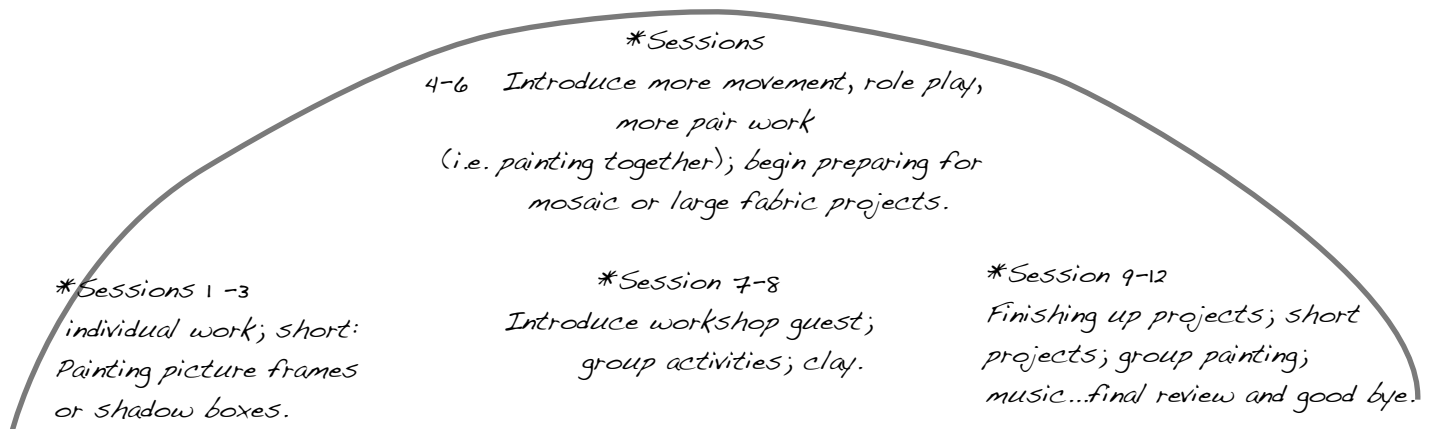 *Sessions
4-6 Introduce more movement, role play,
more pair work
(i.e. painting together); begin preparing for
mosaic or large fabric projects.
*Sessions 1 -3
individual work; short:
Painting picture frames
or shadow boxes.
*Session 7-8
Introduce workshop guest;
group activities; clay.
*Session 9-12
Finishing up projects; short
projects; group painting;
music...final review and good bye.